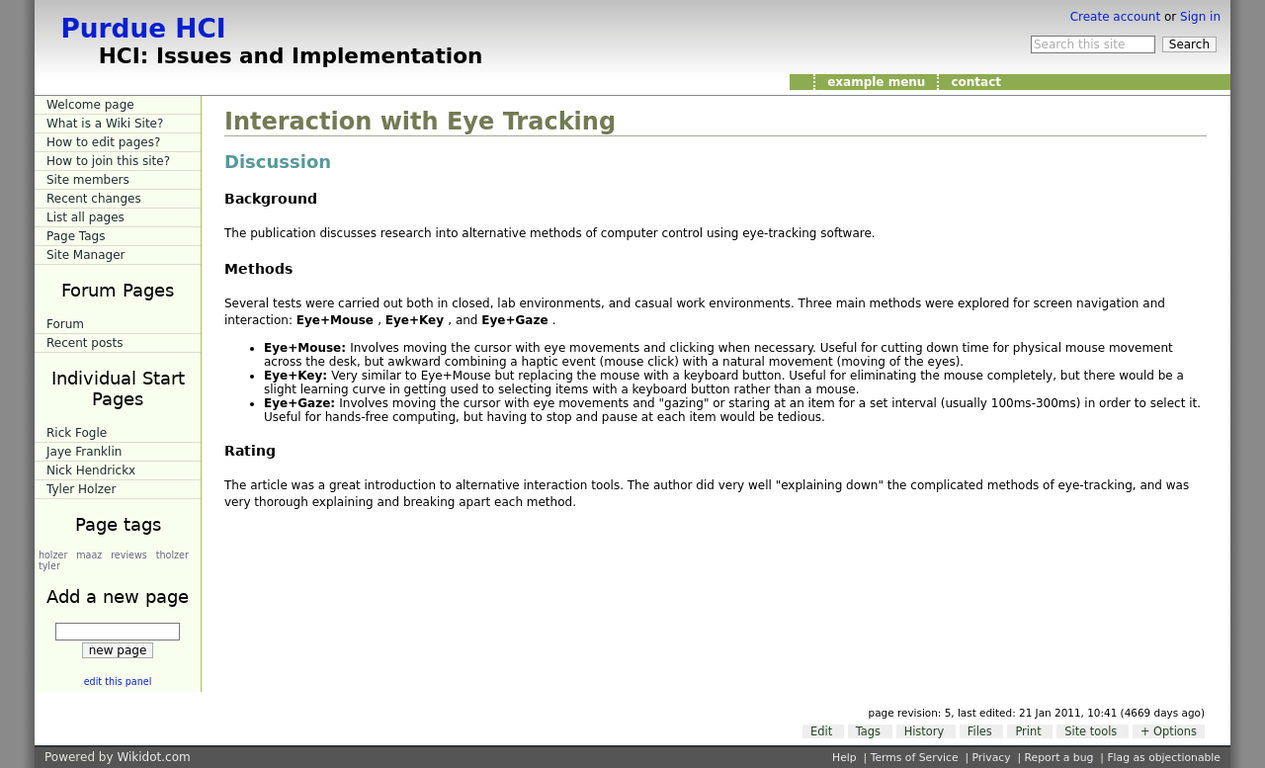 Purdue HCI
HCI: Issues and Implementation
Create account or Sign in
Search this site
Search
example menu
contact
Welcome page
What is a Wiki Site?
How to edit pages?
How to join this site?
Site members
Recent changes
List all pages
Page Tags
Site Manager
Forum Pages
Forum
Recent posts
Individual Start
Pages
Rick Fogle
Jaye Franklin
Nick Hendrickx
Tyler Holzer
Page tags
holzer maaz reviews tholzer
tyler
Add a new page
new page
edit this panel
Interaction with Eye Tracking
Discussion
Background
The publication discusses research into alternative methods of computer control using eye-tracking software.
Methods
Several tests were carried out both in closed, lab environments, and casual work environments. Three main methods were explored for screen navigation and
interaction: Eye+Mouse , Eye+Key , and Eye+Gaze .
• Eye+Mouse: Involves moving the cursor with eye movements and clicking when necessary. Useful for cutting down time for physical mouse movement
across the desk, but awkward combining a haptic event (mouse click) with a natural movement (moving of the eyes).
• Eye+Key: Very similar to Eye+Mouse but replacing the mouse with a keyboard button. Useful for eliminating the mouse completely, but there would be a
slight learning curve in getting used to selecting items with a keyboard button rather than a mouse.
• Eye+Gaze: Involves moving the cursor with eye movements and "gazing" or staring at an item for a set interval (usually 100ms-300ms) in order to select it.
Useful for hands-free computing, but having to stop and pause at each item would be tedious.
Rating
The article was a great introduction to alternative interaction tools. The author did very well "explaining down" the complicated methods of eye-tracking, and was
very thorough explaining and breaking apart each method.
page revision: 5, last edited: 21 Jan 2011, 10:41 (4669 days ago)
Edit Tags History Files Print Site tools + Options
Powered by Wikidot.com
Help | Terms of Service | Privacy | Report a bug | Flag as objectionable